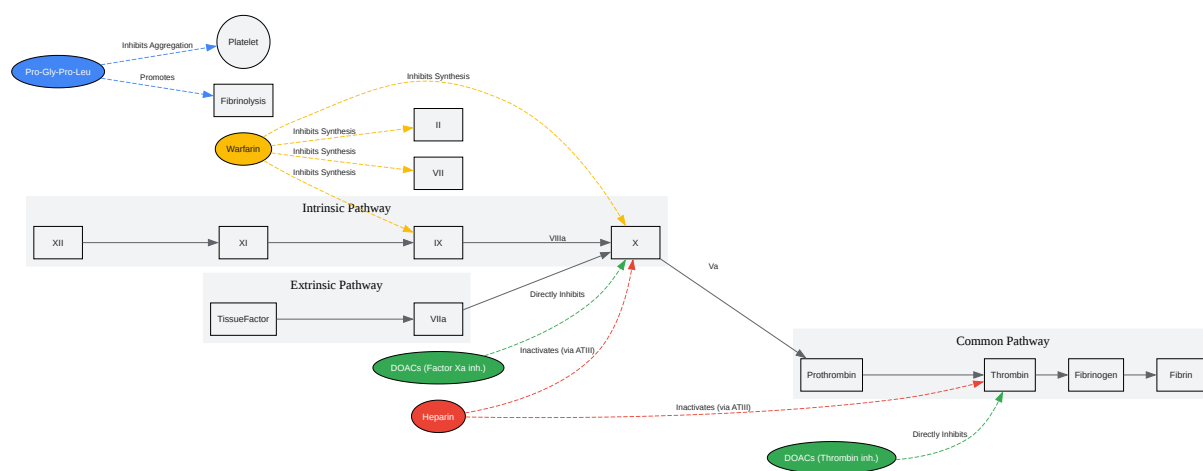 Platelet
Inhibits Aggregation
Pro-Gly-Pro-Leu
Promotes
Fibrinolysis
Inhibits Synthesis
II
Inhibits Synthesis
Warfarin
Inhibits Synthesis
VII
Inhibits Synthesis
Intrinsic Pathway
XII
XI
IX
VIIIa
X
Va
Extrinsic Pathway
Directly Inhibits
TissueFactor
VIIa
Common Pathway
Inactivates (via ATIII)
DOACs (Factor Xa inh.)
Prothrombin
Thrombin
Fibrinogen
Fibrin
Inactivates (via ATIII)
Heparin
Directly Inhibits
DOACs (Thrombin inh.)